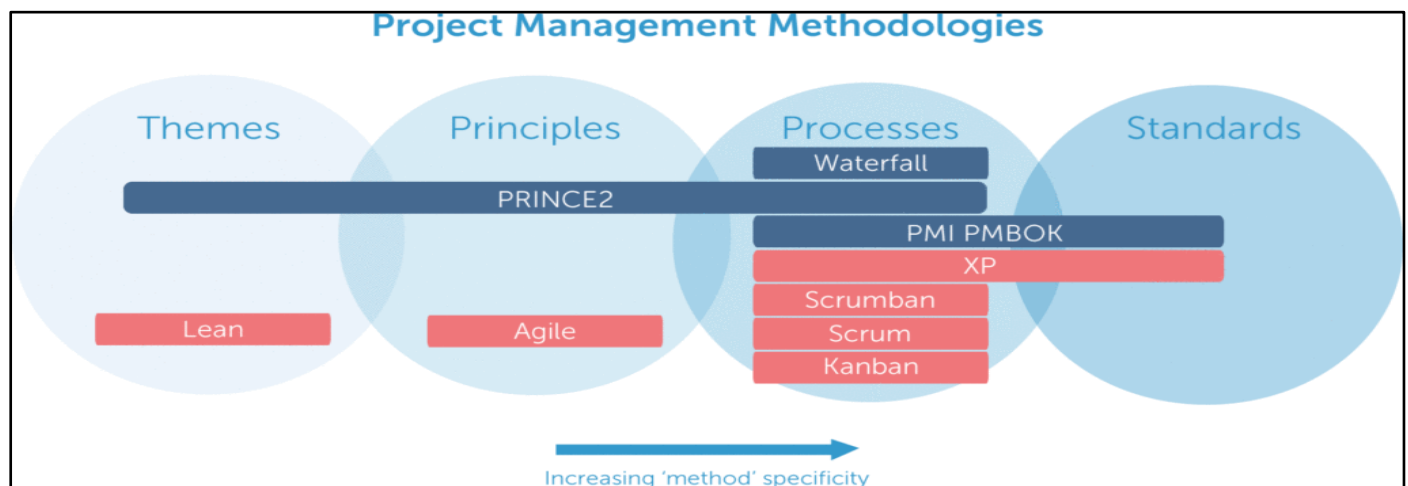 Project Management Methodologies
Themes
Principles
Processes
Standards
Waterfall
PRINCE2
PMI PMBOK
XP
Scrumban
Lean
Agile
Scrum
Kanban
Increasing ‘method’ specificity